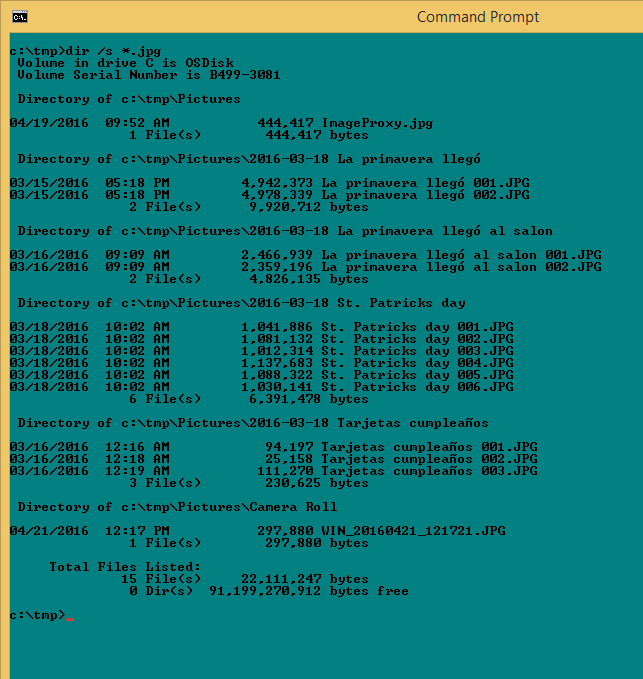 C:\.
Command Prompt
c:\tmp>dir /s *.jpg
 Volume in drive C is OSDisk
 Volume Serial Number is B499-3081
 Directory of c:\tmp\Pictures
04/19/2016  09:52 AM           444,417 ImageProxy.jpg
               1 File(s)        444,417 bytes
 Directory of c:\tmp\Pictures\2016-03-18 La primavera llegó
03/15/2016  05:18 PM         4,942,373 La primavera llegó 001.JPG
03/15/2016  05:18 PM         4,978,339 La primavera llegó 002.JPG
               2 File(s)      9,920,712 bytes
 Directory of c:\tmp\Pictures\2016-03-18 La primavera llegó al salon
03/16/2016  09:09 AM         2,466,939 La primavera llegó al salon 001.JPG
03/16/2016  09:09 AM         2,359,196 La primavera llegó al salon 002.JPG
               2 File(s)      4,826,135 bytes
 Directory of c:\tmp\Pictures\2016-03-18 St. Patricks day
03/18/2016  10:02 AM         1,041,886 St. Patricks day 001.JPG
03/18/2016  10:02 AM         1,081,132 St. Patricks day 002.JPG
03/18/2016  10:02 AM         1,012,314 St. Patricks day 003.JPG
03/18/2016  10:02 AM         1,137,683 St. Patricks day 004.JPG
03/18/2016  10:02 AM         1,088,322 St. Patricks day 005.JPG
03/18/2016  10:02 AM         1,030,141 St. Patricks day 006.JPG
               6 File(s)      6,391,478 bytes
 Directory of c:\tmp\Pictures\2016-03-18 Tarjetas cumpleaños
03/16/2016  12:16 AM            94,197 Tarjetas cumpleaños 001.JPG
03/16/2016  12:18 AM            25,158 Tarjetas cumpleaños 002.JPG
03/16/2016  12:19 AM           111,270 Tarjetas cumpleaños 003.JPG
               3 File(s)        230,625 bytes
 Directory of c:\tmp\Pictures\Camera Roll
04/21/2016  12:17 PM           297,880 WIN_20160421_121721.JPG
               1 File(s)        297,880 bytes
     Total Files Listed:
              15 File(s)     22,111,247 bytes
               0 Dir(s)  91,199,270,912 bytes free
c:\tmp>